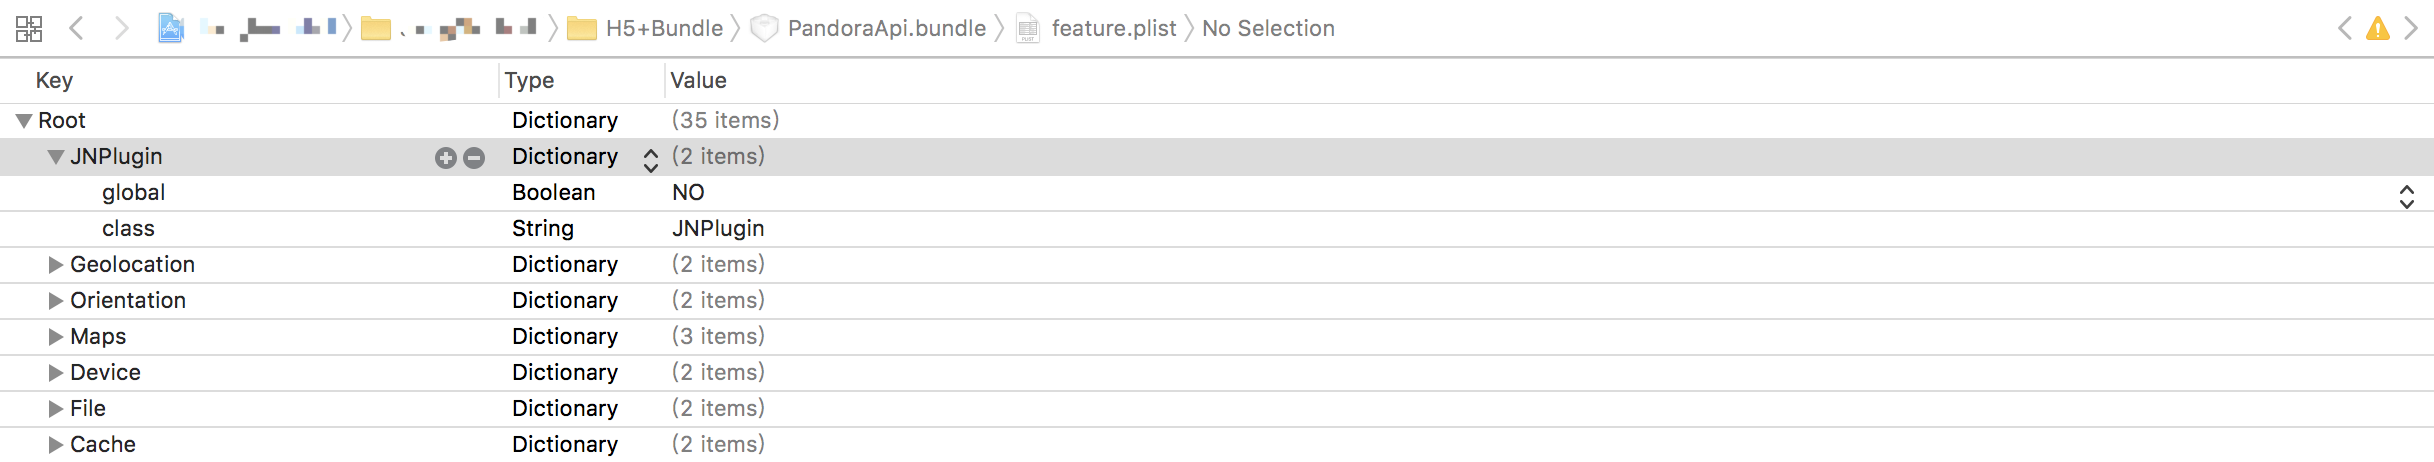 H5+Bundle PandoraApi.bundle feature.plist No Selection
Key Type Value
Root Dictionary (35 items)
JNPlugin Dictionary (2 items)
global Boolean NO
class String JNPlugin
Geolocation Dictionary (2 items)
Orientation Dictionary (2 items)
Maps Dictionary (3 items)
Device Dictionary (2 items)
File Dictionary (2 items)
Cache Dictionary (2 items)